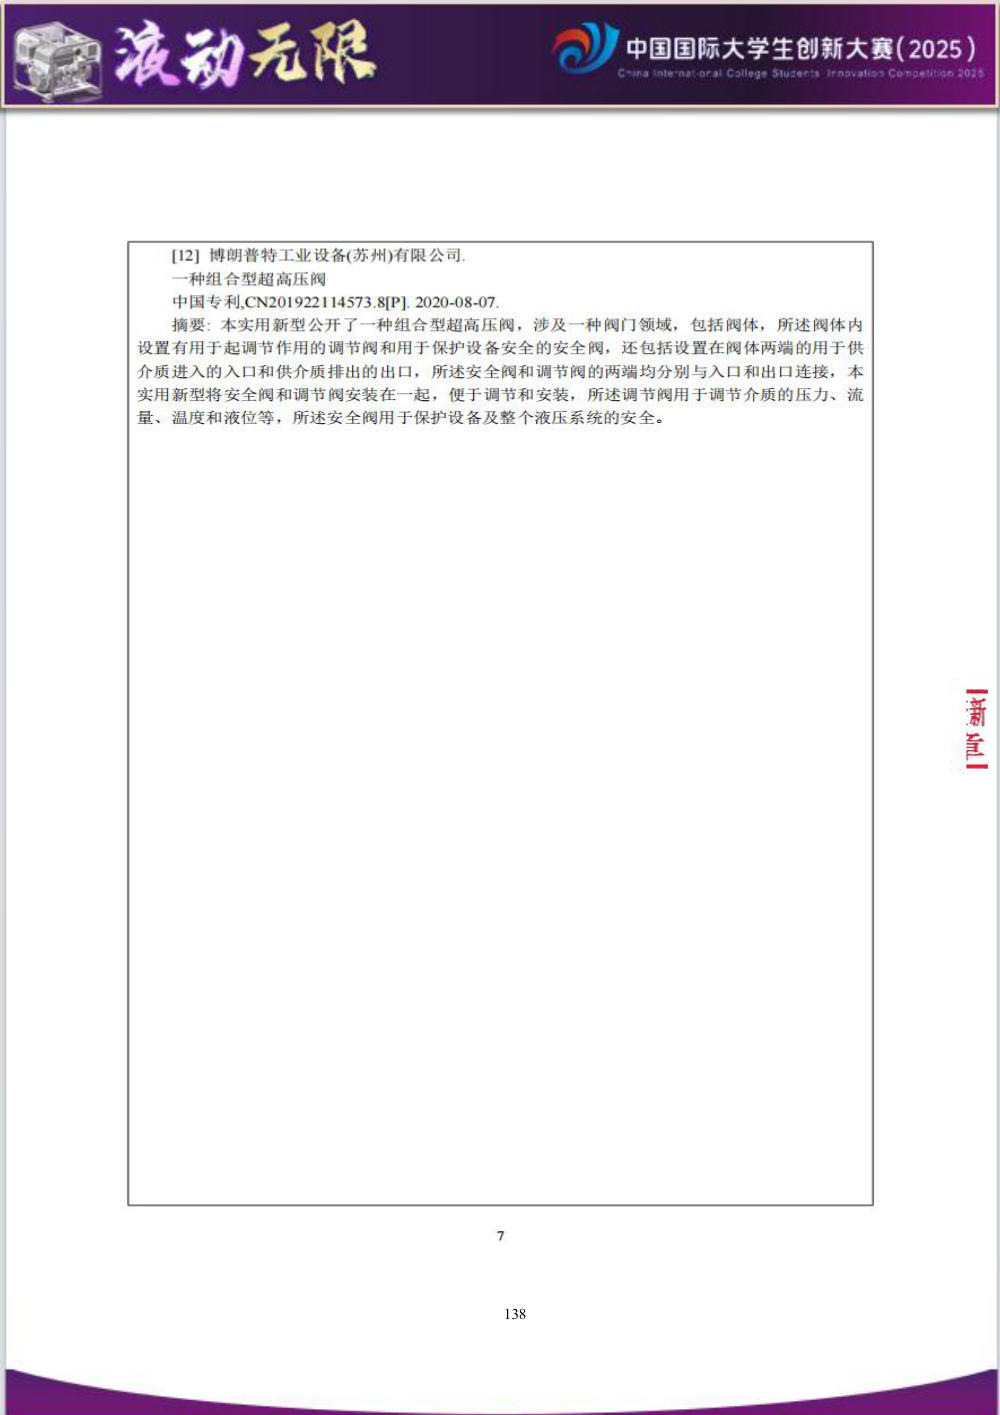 液动无限
中国国际大学生创新大赛(2025)
China International College Students' Innovation Competition 2025
[12] 博朗普特工业设备(苏州)有限公司.
一种组合型超高压阀
中国专利,CN201922114573.8[P]. 2020-08-07.
摘要: 本实用新型公开了一种组合型超高压阀，涉及一种阀门领域，包括阀体，所述阀体内
设置有用于起调节作用的调节阀和用于保护设备安全的安全阀，还包括设置在阀体两端的用于供
介质进入的入口和供介质排出的出口，所述安全阀和调节阀的两端均分别与入口和出口连接，本
实用新型将安全阀和调节阀安装在一起，便于调节和安装，所述调节阀用于调节介质的压力、流
量、温度和液位等，所述安全阀用于保护设备及整个液压系统的安全。
新
章
7
138